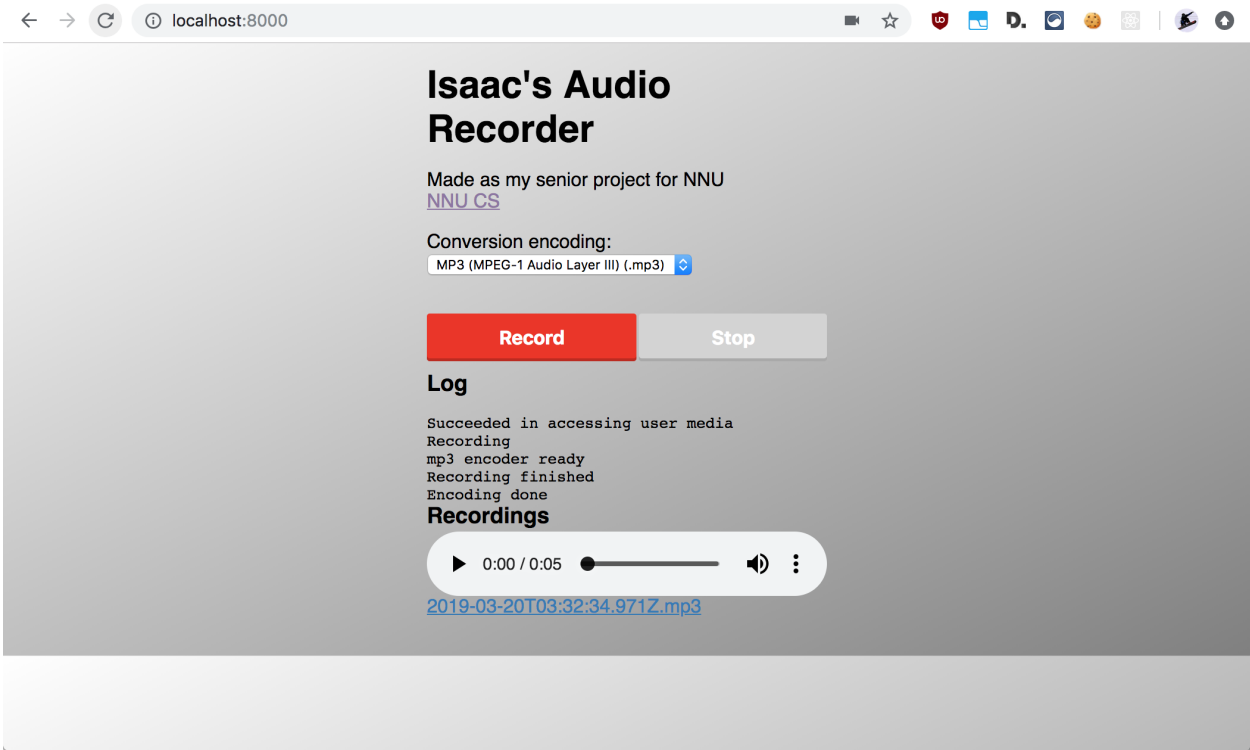 localhost:8000
Isaac's Audio
Recorder
Made as my senior project for NNU
NNU CS
Conversion encoding:
MP3 (MPEG-1 Audio Layer III) (.mp3)
Record Stop
Log
Succeeded in accessing user media
Recording
mp3 encoder ready
Recording finished
Encoding done
Recordings
0:00 / 0:05
2019-03-20T03:32:34.971Z.mp3